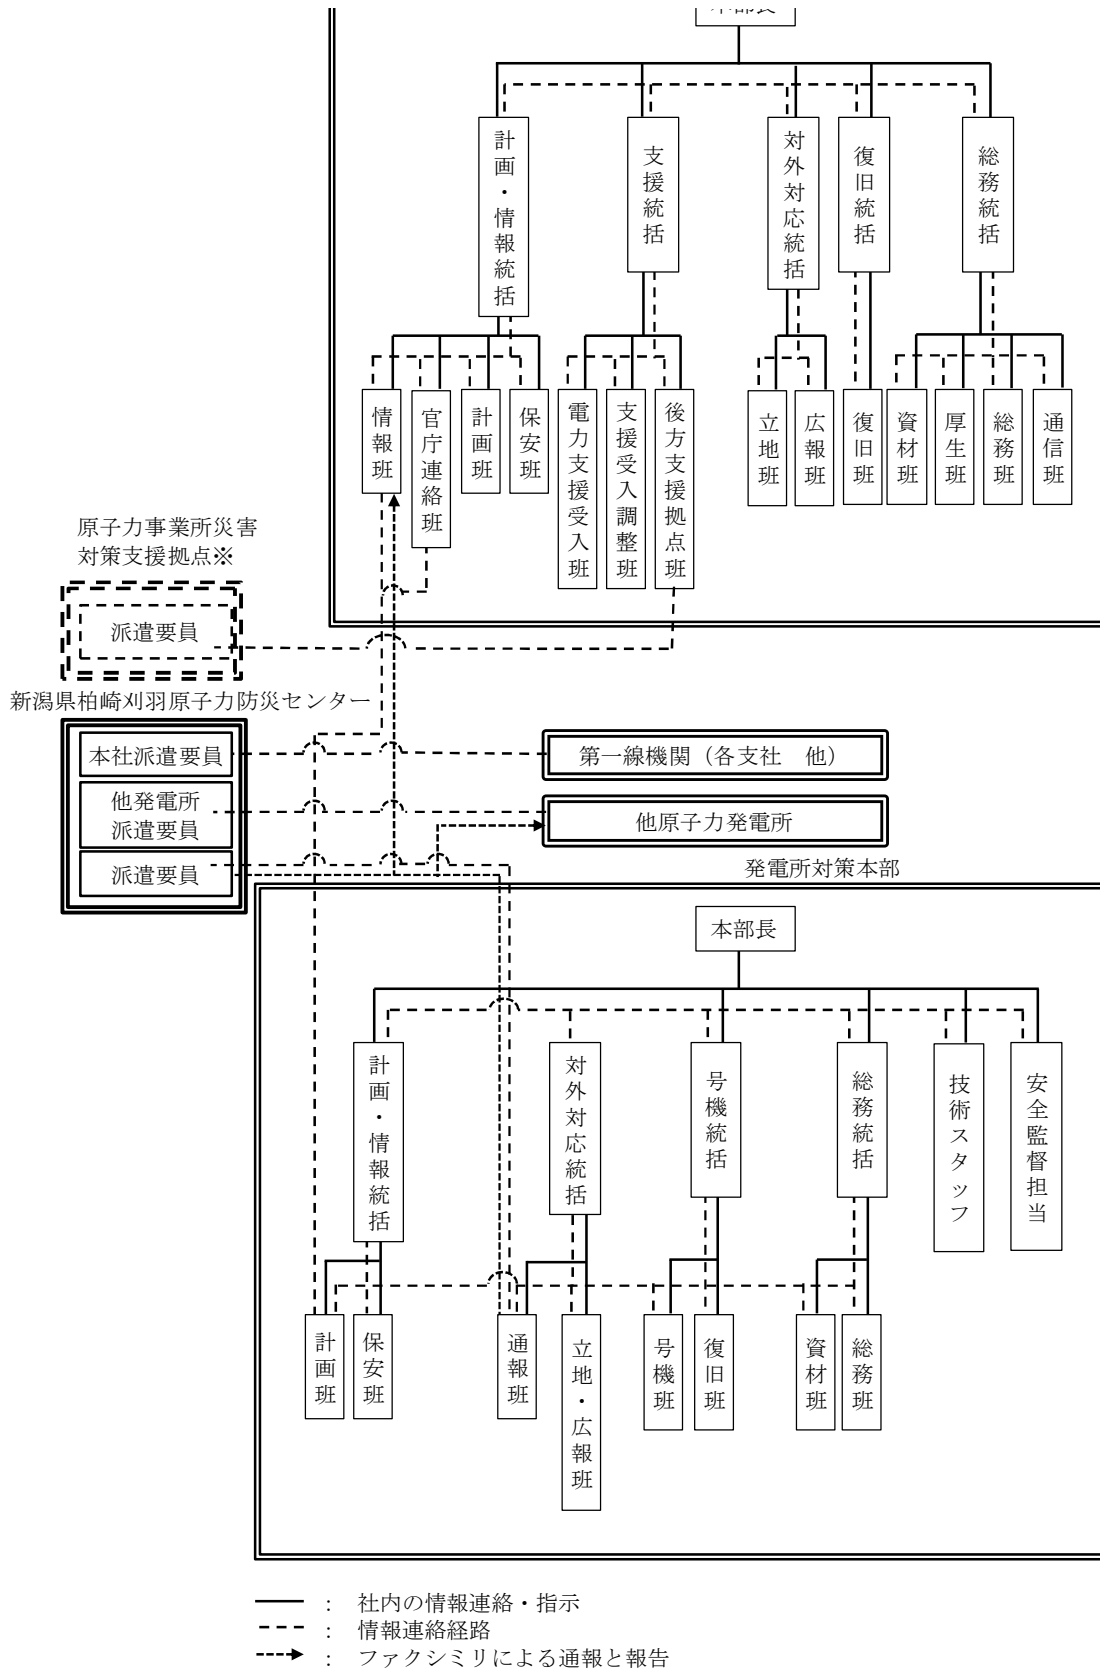 計画・情報統括
支援統括
対外対応統括
復旧統括
総務統括
情報班
官庁連絡班
計画班
保安班
電力支援受入班
支援受入調整班
後方支援拠点班
立地班
広報班
復旧班
資材班
厚生班
総務班
通信班
原子力事業所災害
対策支援拠点※
派遣要員
新潟県柏崎刈羽原子力防災センター
本社派遣要員
他発電所
派遣要員
派遣要員
第一線機関（各支社　他）
他原子力発電所
発電所対策本部
本部長
計画・情報統括
対外対応統括
号機統括
総務統括
技術スタッフ
安全監督担当
計画班
保安班
通報班
立地・広報班
号機班
復旧班
資材班
総務班
：　社内の情報連絡・指示
：　情報連絡経路
：　ファクシミリによる通報と報告